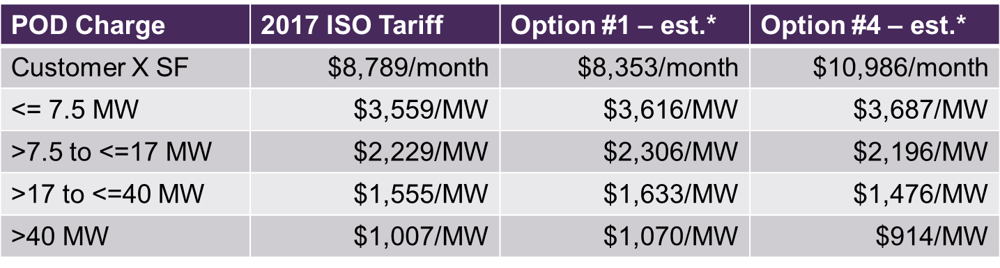 POD Charge 2017 ISO Tariff Option #1 – est.* Option #4 – est.*
Customer X SF $8,789/month $8,353/month $10,986/month
<= 7.5 MW $3,559/MW $3,616/MW $3,687/MW
>7.5 to <=17 MW $2,229/MW $2,306/MW $2,196/MW
>17 to <=40 MW $1,555/MW $1,633/MW $1,476/MW
>40 MW $1,007/MW $1,070/MW $914/MW